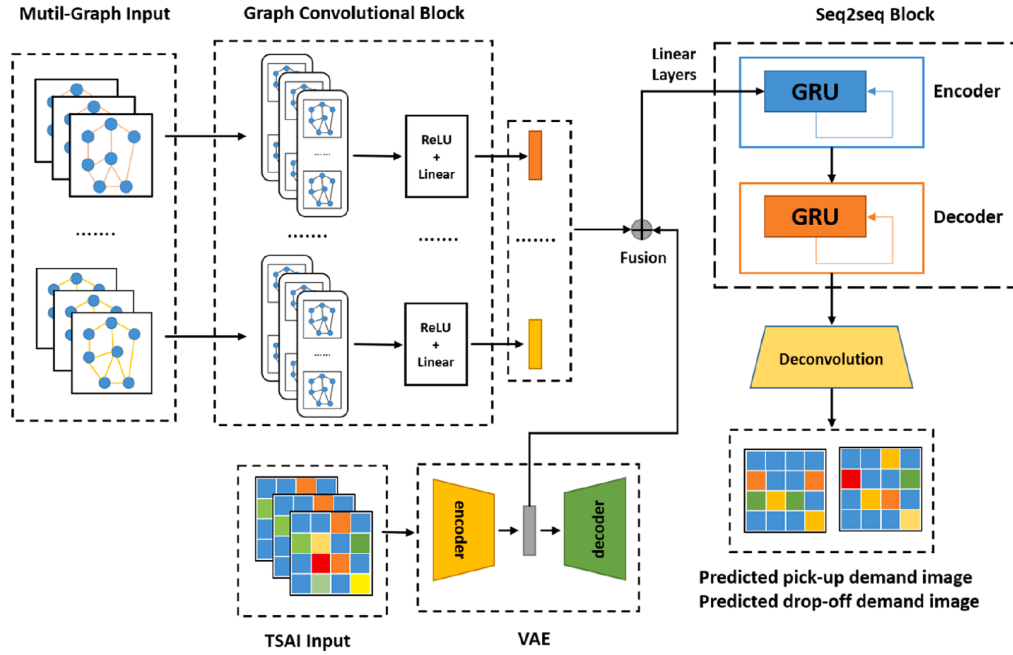 Mutil-Graph Input
Graph Convolutional Block
Seq2seq Block
Linear
Layers
GRU
Encoder
ReLU
+
Linear
.......
......
.......
.......
.......
GRU
Decoder
Fusion
ReLU
+
Linear
......
Deconvolution
encoder
decoder
Predicted pick-up demand image
Predicted drop-off demand image
TSAI Input
VAE